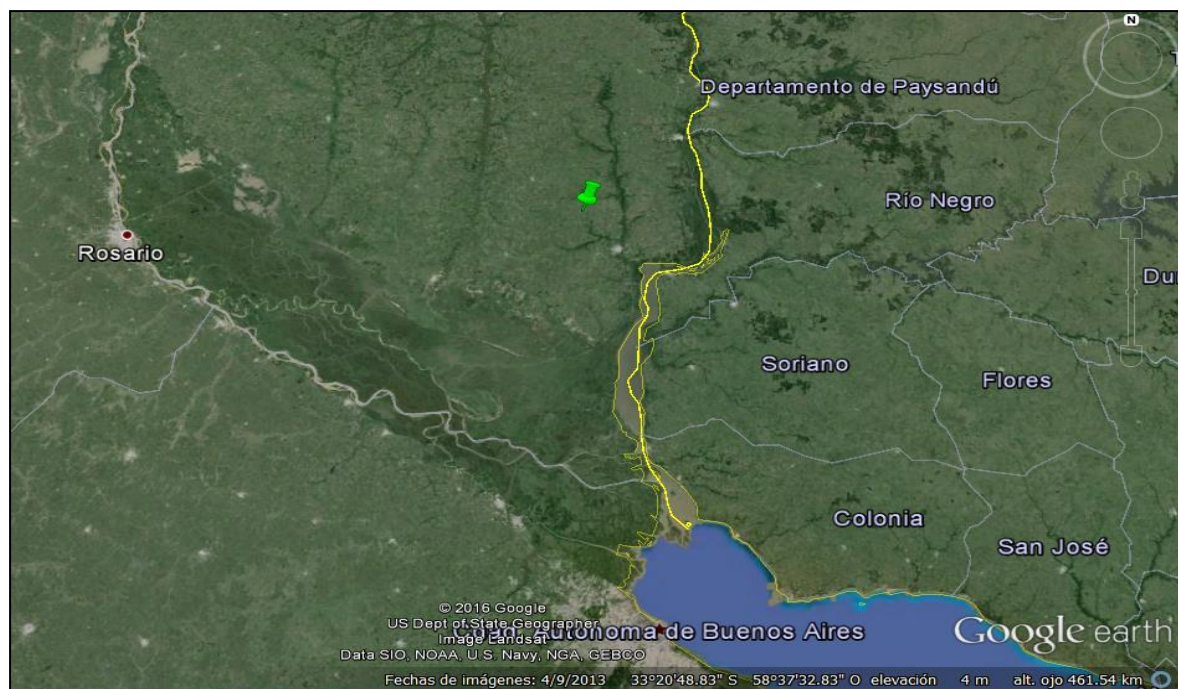 N
Departamento de Paysandú
Río Negro
Rosario
Soriano
Flores
Colonia
San José
© 2016 Google
US Dept of State Geographer
Image Landsat
Autónoma de Buenos Aires
Data SIO, NOAA, U.S. Navy, NGA, GEBCO
Google earth
Fechas de imágenes: 4/9/2013 33°20'48.83" S 58°37'32.83" O elevación 4 m alt. ojo 461.54 km